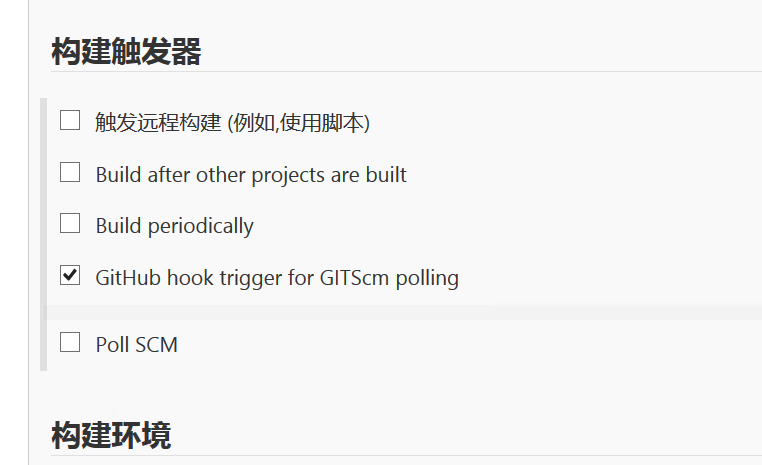 构建触发器
触发远程构建 (例如,使用脚本)
Build after other projects are built
Build periodically
GitHub hook trigger for GITScm polling
Poll SCM
构建环境